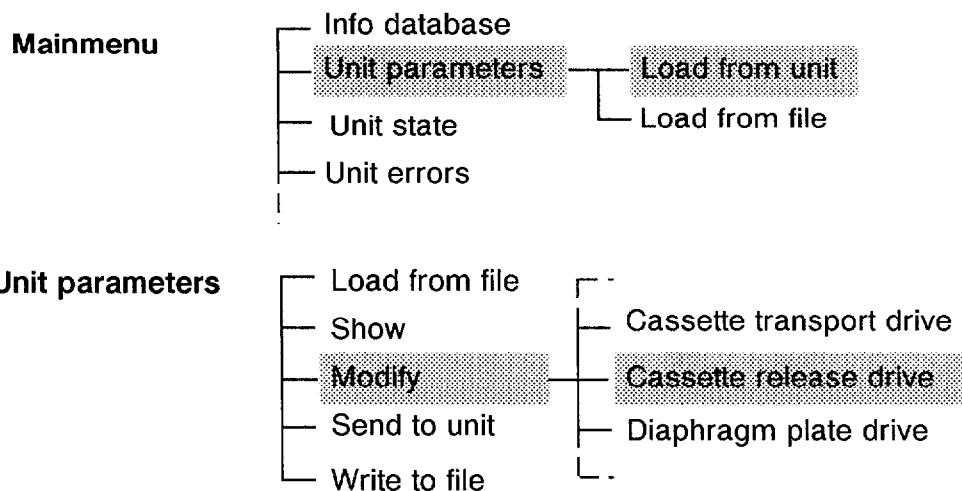 Mainmenu
Info database
Unit parameters
Load from unit
Load from file
Unit state
Unit errors
Unit parameters
Load from file
Show
Modify
Send to unit
Write to file
Cassette transport drive
Cassette release drive
Diaphragm plate drive